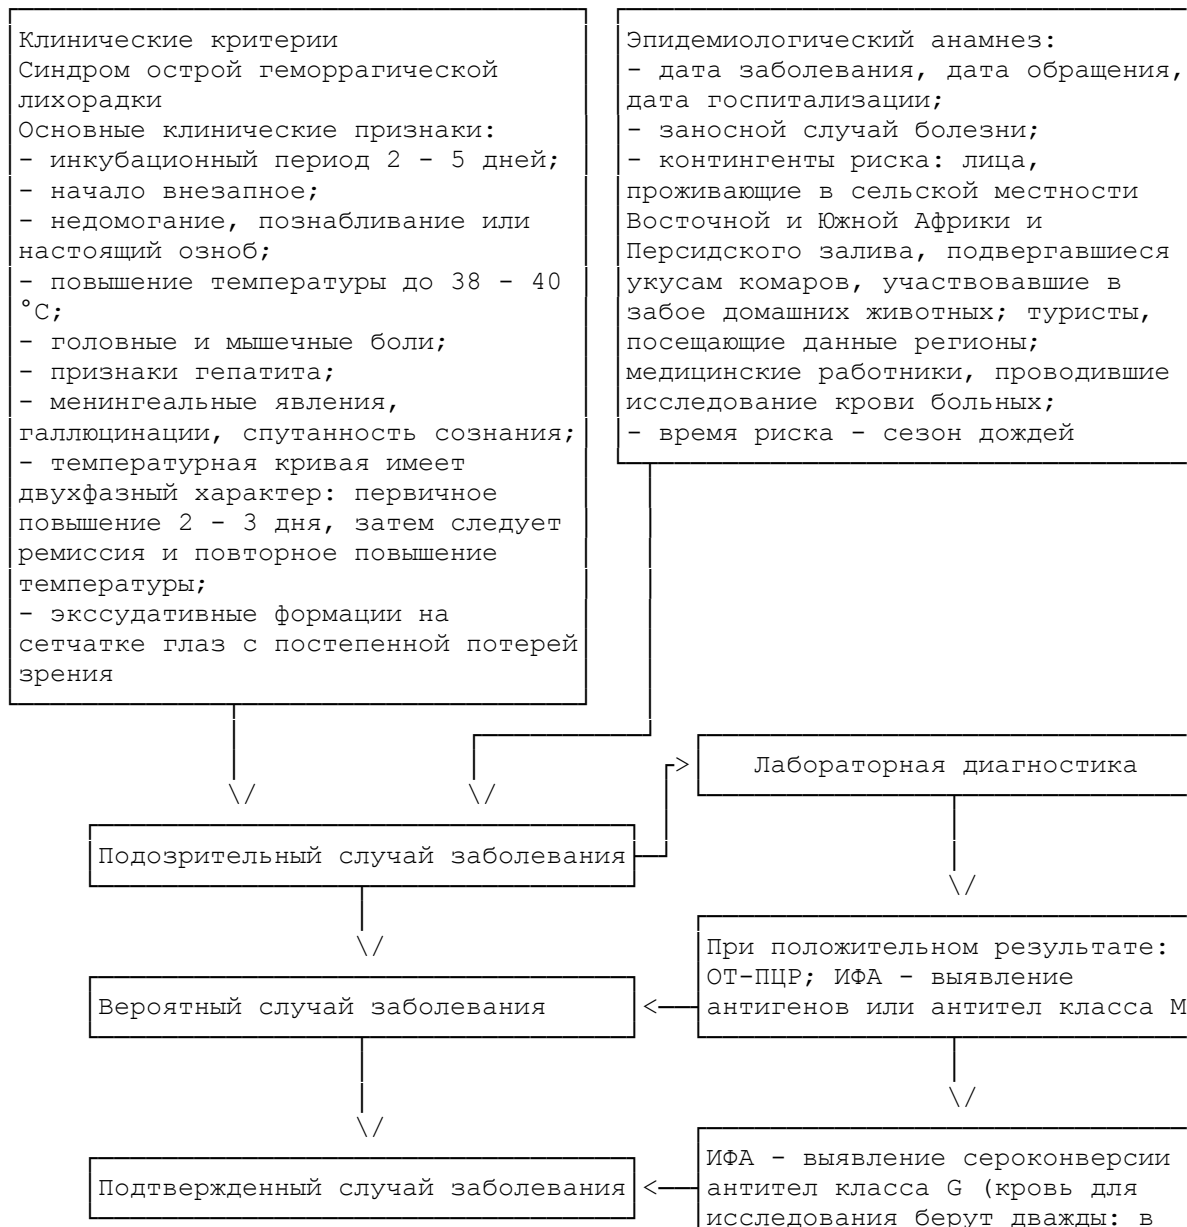 Клинические критерии
Синдром острой геморрагической
лихорадки
Основные клинические признаки:
- инкубационный период 2 - 5 дней;
- начало внезапное;
- недомогание, познабливание или
настоящий озноб;
- повышение температуры до 38 - 40
°C;
- головные и мышечные боли;
- признаки гепатита;
- менингеальные явления,
галлюцинации, спутанность сознания;
- температурная кривая имеет
двухфазный характер: первичное
повышение 2 - 3 дня, затем следует
ремиссия и повторное повышение
температуры;
- экссудативные формации на
сетчатке глаз с постепенной потерей
зрения
Эпидемиологический анамнез:
- дата заболевания, дата обращения,
дата госпитализации;
- заносной случай болезни;
- контингенты риска: лица,
проживающие в сельской местности
Восточной и Южной Африки и
Персидского залива, подвергавшиеся
укусам комаров, участвовавшие в
забое домашних животных; туристы,
посещающие данные регионы;
медицинские работники, проводившие
исследование крови больных;
- время риска - сезон дождей
Лабораторная диагностика
Подозрительный случай заболевания
При положительном результате:
ОТ-ПЦР; ИФА - выявление
антигенов или антител класса M
Вероятный случай заболевания
ИФА - выявление сероконверсии
антител класса G (кровь для
исследования берут дважды: в
Подтвержденный случай заболевания